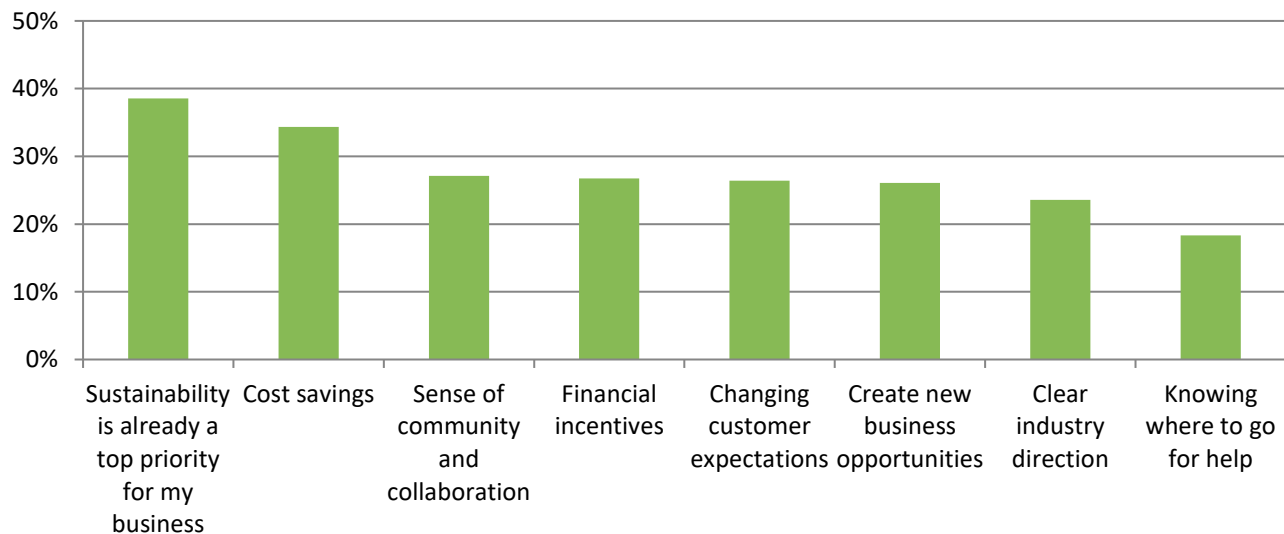 50%
40%
30%
20%
10%
0%
Sustainability
is already a
top priority
for my
business
Cost savings
Sense of
community
and
collaboration
Financial
incentives
Changing
customer
expectations
Create new
business
opportunities
Clear
industry
direction
Knowing
where to go
for help